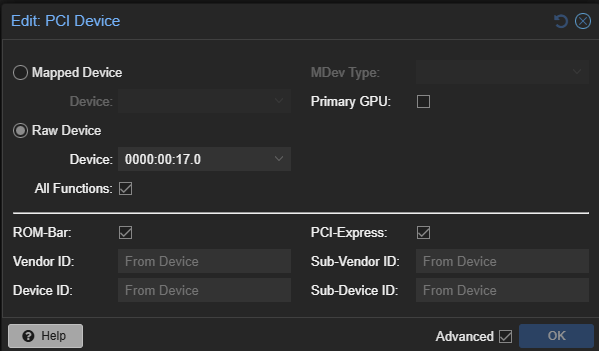 Edit: PCI Device
Mapped Device
MDev Type:
Device:
Primary GPU:
Raw Device
Device: 0000:00:17.0
All Functions:
ROM-Bar:
PCI-Express:
Vendor ID: From Device
Sub-Vendor ID: From Device
Device ID: From Device
Sub-Device ID: From Device
? Help
Advanced
OK